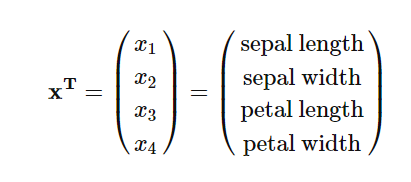 x^T = ( x_1 x_2 x_3 x_4 ) = ( sepal length
sepal width
petal length
petal width )